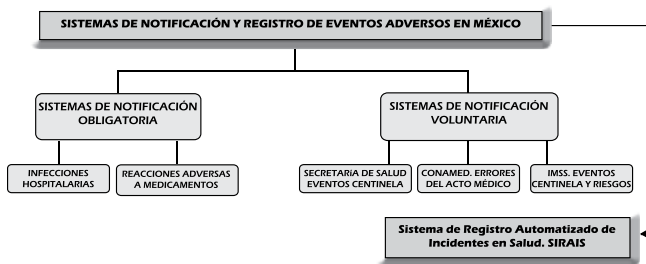 SISTEMAS DE NOTIFICACIÓN Y REGISTRO DE EVENTOS ADVERSOS EN MÉXICO
SISTEMAS DE NOTIFICACIÓN
OBLIGATORIA
SISTEMAS DE NOTIFICACIÓN
VOLUNTARIA
INFECCIONES
HOSPITALARIAS
REACCIONES ADVERSAS
A MEDICAMENTOS
SECRETARíA DE SALUD
EVENTOS CENTINELA
CONAMED. ERRORES
DEL ACTO MÉDICO
IMSS. EVENTOS
CENTINELA Y RIESGOS
Sistema de Registro Automatizado de
Incidentes en Salud. SIRAIS